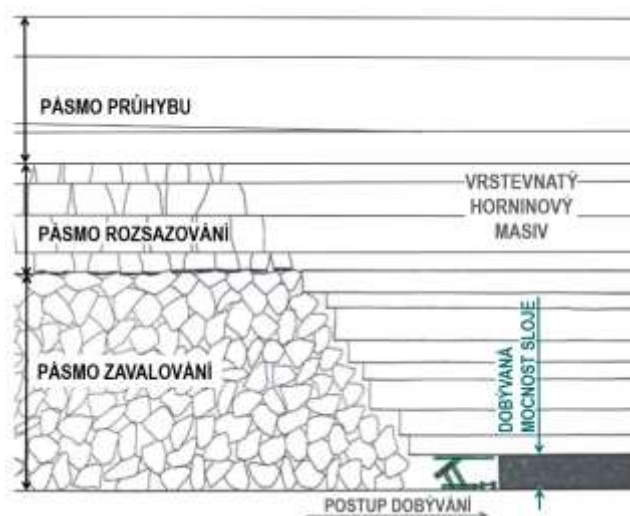 PÁSMO PRŮHYBU
VRSTEVNATÝ
HORNINOVÝ
MASIV
PÁSMO ROZSAZOVÁNÍ
PÁSMO ZAVALOVÁNÍ
DOBÝVANÁ
MOCNOST SLOJE
POSTUP DOBÝVÁNÍ